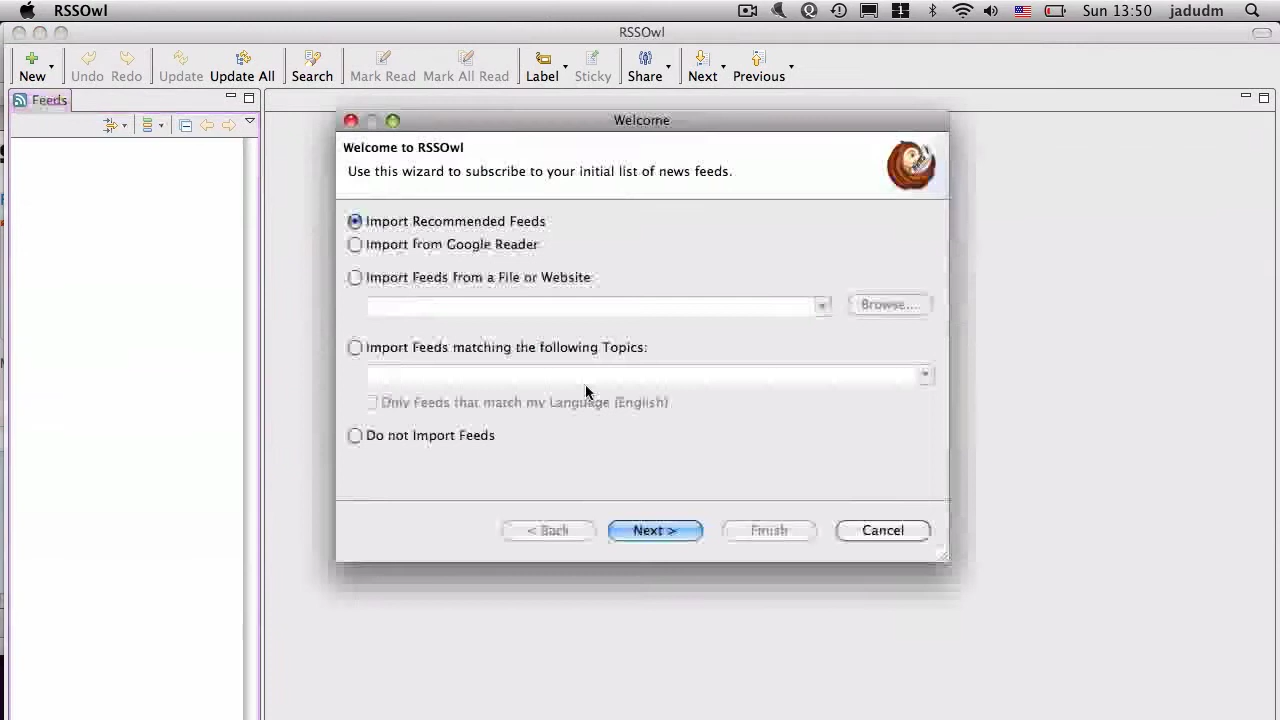 RSSOwl
Sun 13:50
jadudm
RSSOwl
New
Undo
Redo
Update
Update All
Search
Mark Read
Mark All Read
Label
Sticky
Share
Next
Previous
Feeds
Welcome
Welcome to RSSOwl
Use this wizard to subscribe to your initial list of news feeds.
Import Recommended Feeds
Import from Google Reader
Import Feeds from a File or Website
Browse...
Import Feeds matching the following Topics:
Only Feeds that match my Language (English)
Do not Import Feeds
< Back
Next >
Finish
Cancel